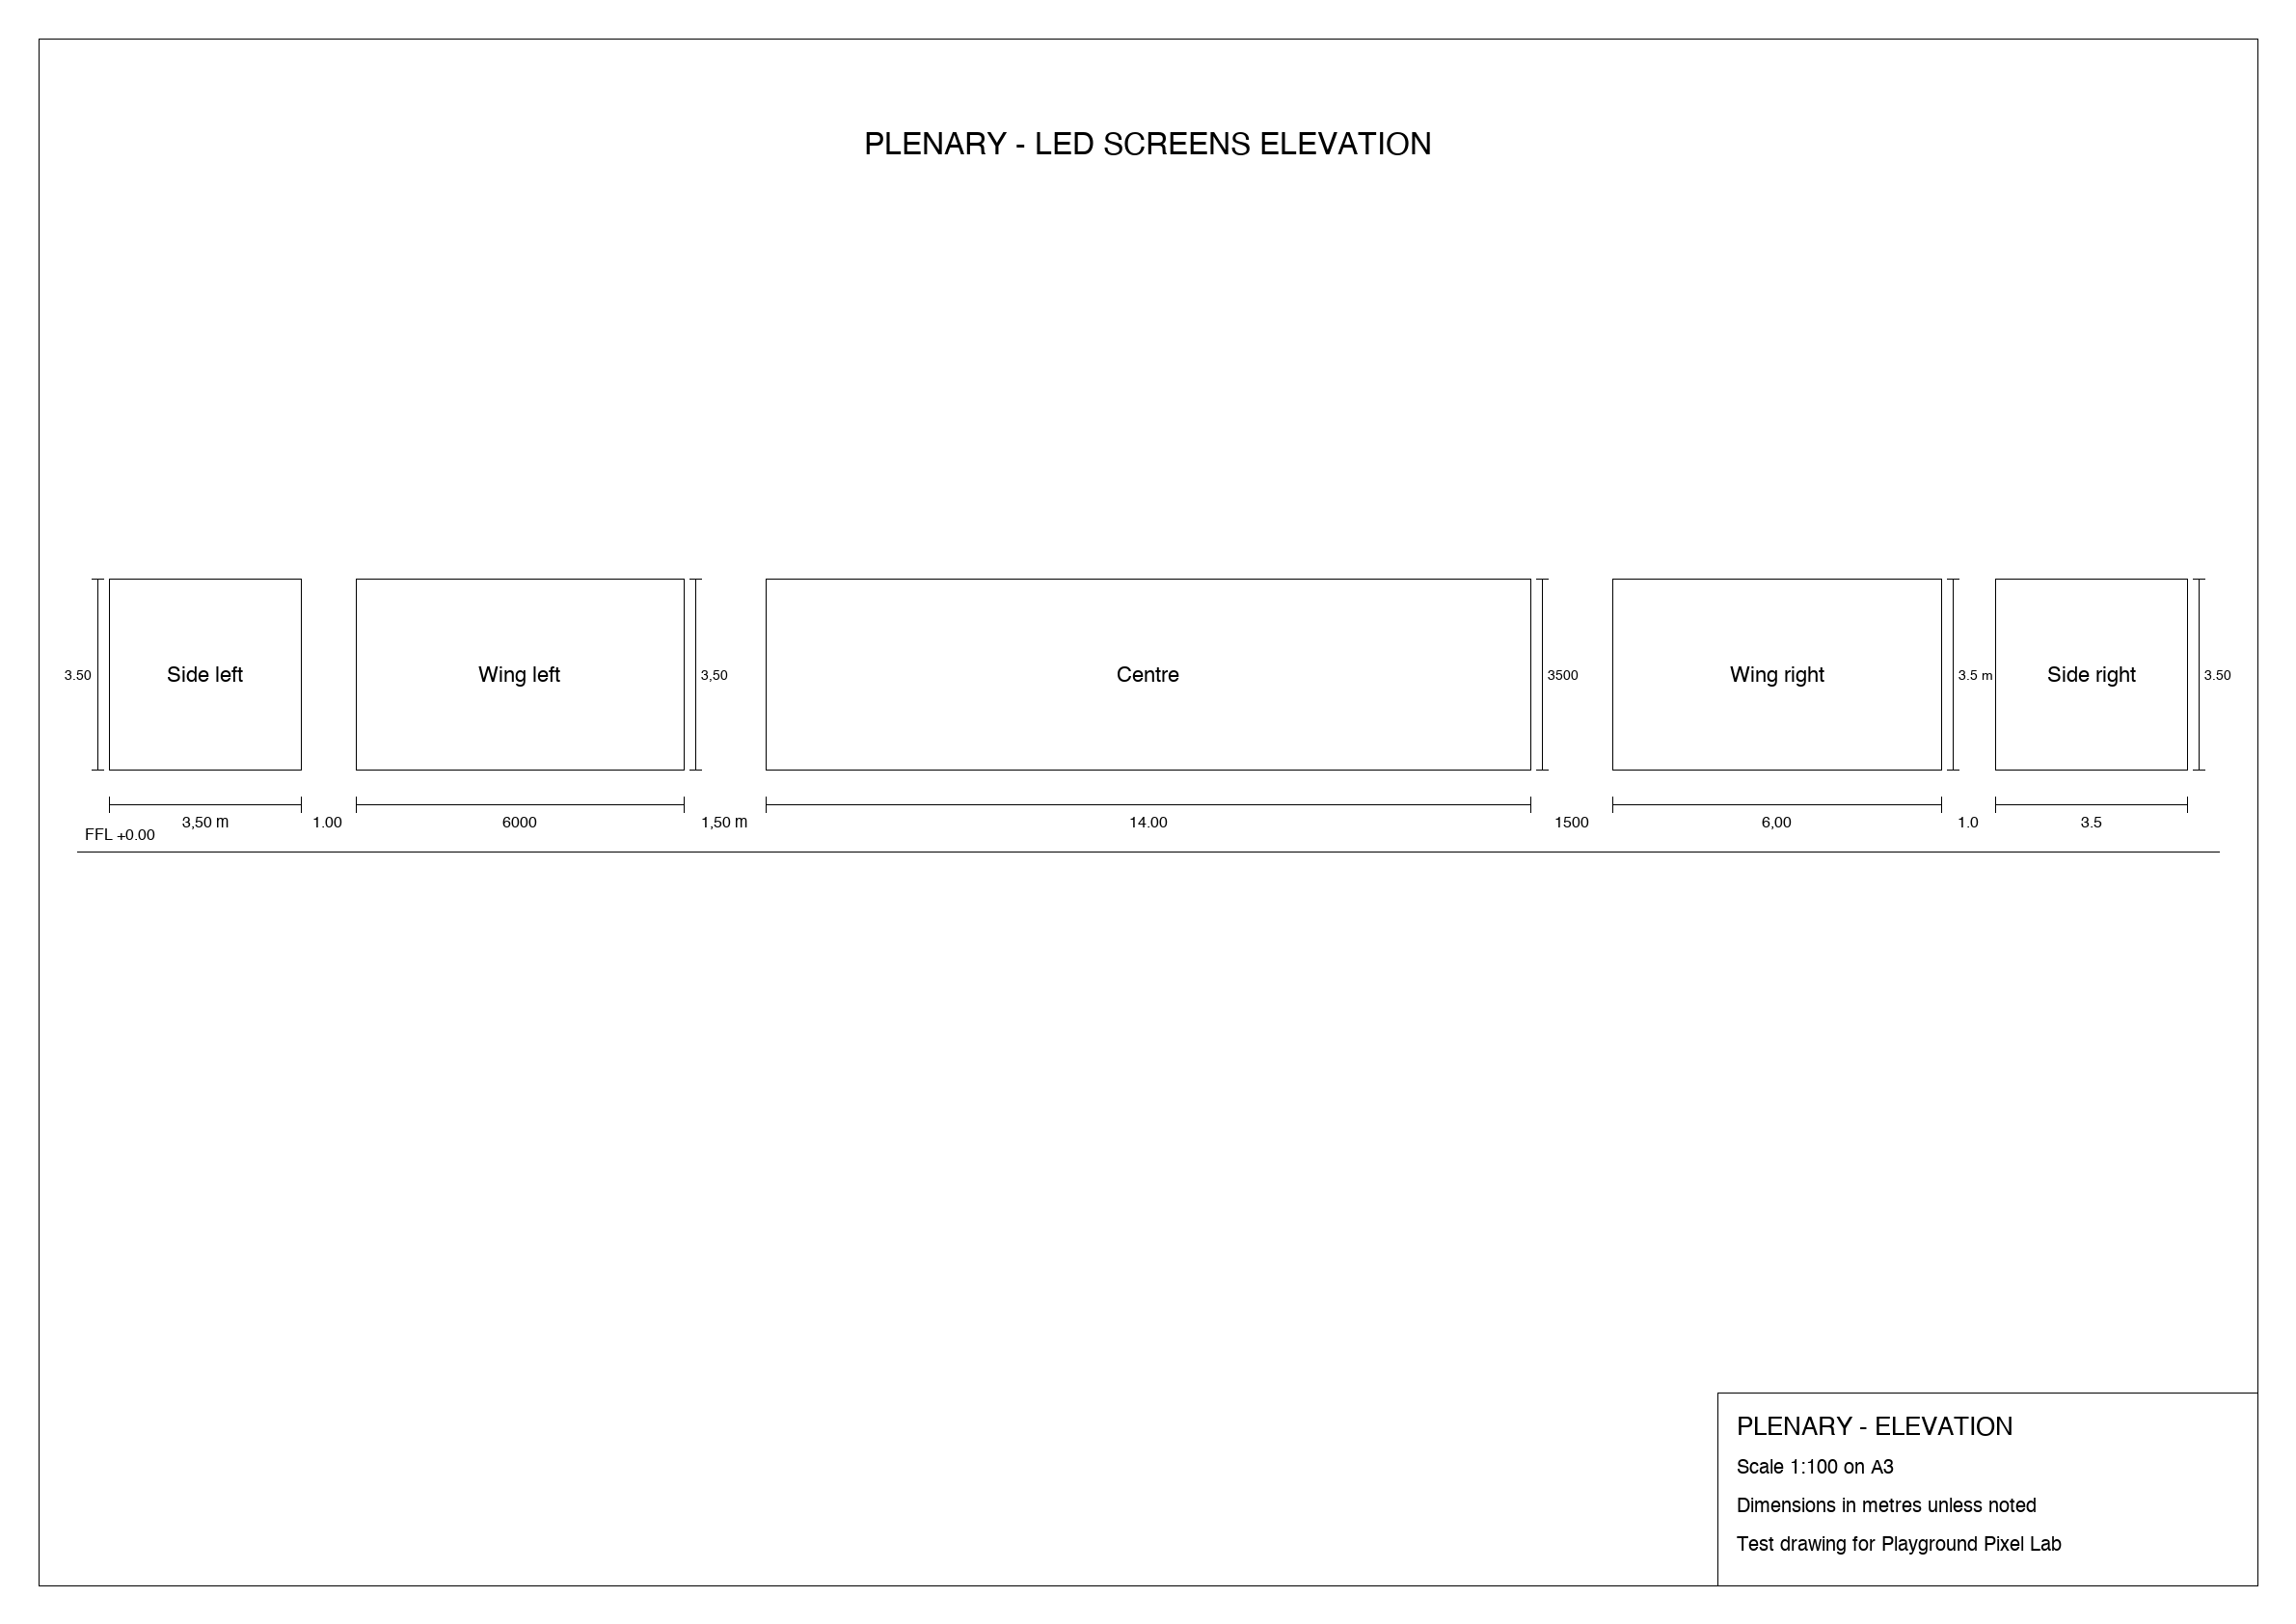 PLENARY - LED SCREENS ELEVATION
3.50
Side left
Wing left
3,50
Centre
3500
Wing right
3.5 m
Side right
3.50
3,50 m
1.00
6000
1,50 m
14.00
1500
6,00
1.0
3.5
FFL +0.00
PLENARY - ELEVATION
Scale 1:100 on A3
Dimensions in metres unless noted
Test drawing for Playground Pixel Lab